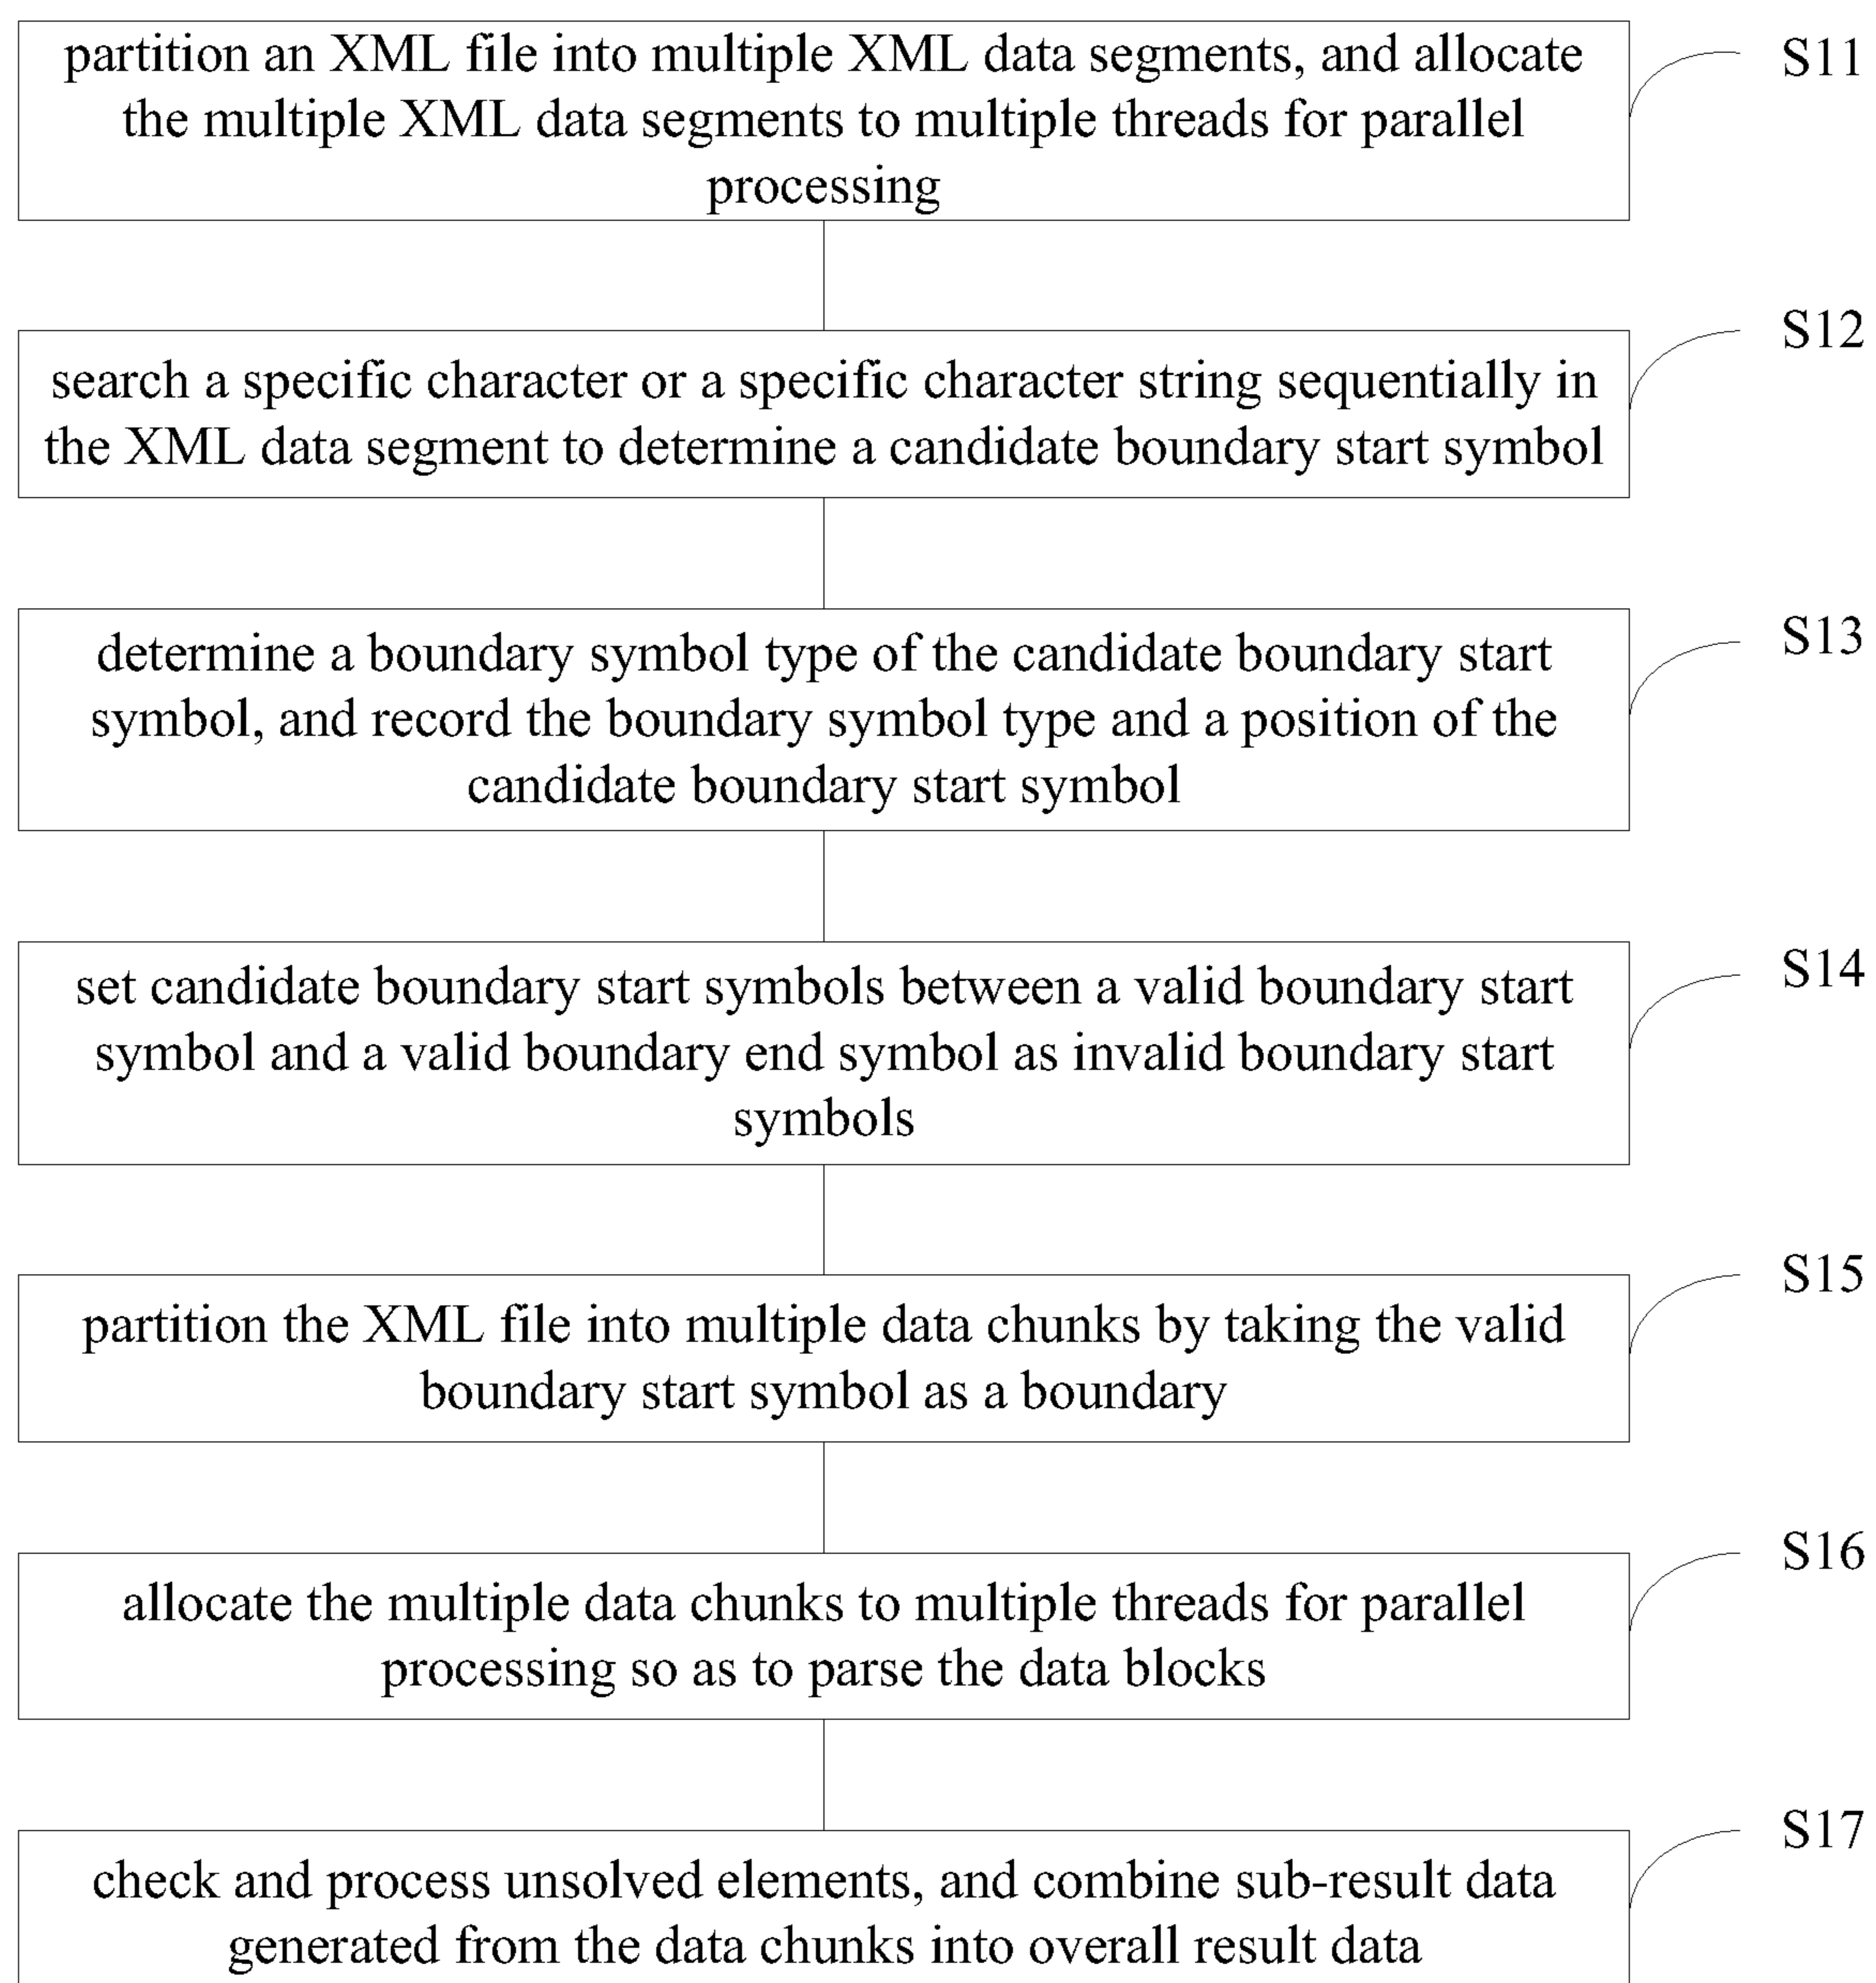 partition an XML file into multiple XML data segments, and allocate
the multiple XML data segments to multiple threads for parallel
processing
S11
search a specific character or a specific character string sequentially in
the XML data segment to determine a candidate boundary start symbol
S12
determine a boundary symbol type of the candidate boundary start
symbol, and record the boundary symbol type and a position of the
candidate boundary start symbol
S13
set candidate boundary start symbols between a valid boundary start
symbol and a valid boundary end symbol as invalid boundary start
symbols
S14
partition the XML file into multiple data chunks by taking the valid
boundary start symbol as a boundary
S15
allocate the multiple data chunks to multiple threads for parallel
processing so as to parse the data blocks
S16
check and process unsolved elements, and combine sub-result data
generated from the data chunks into overall result data
S17